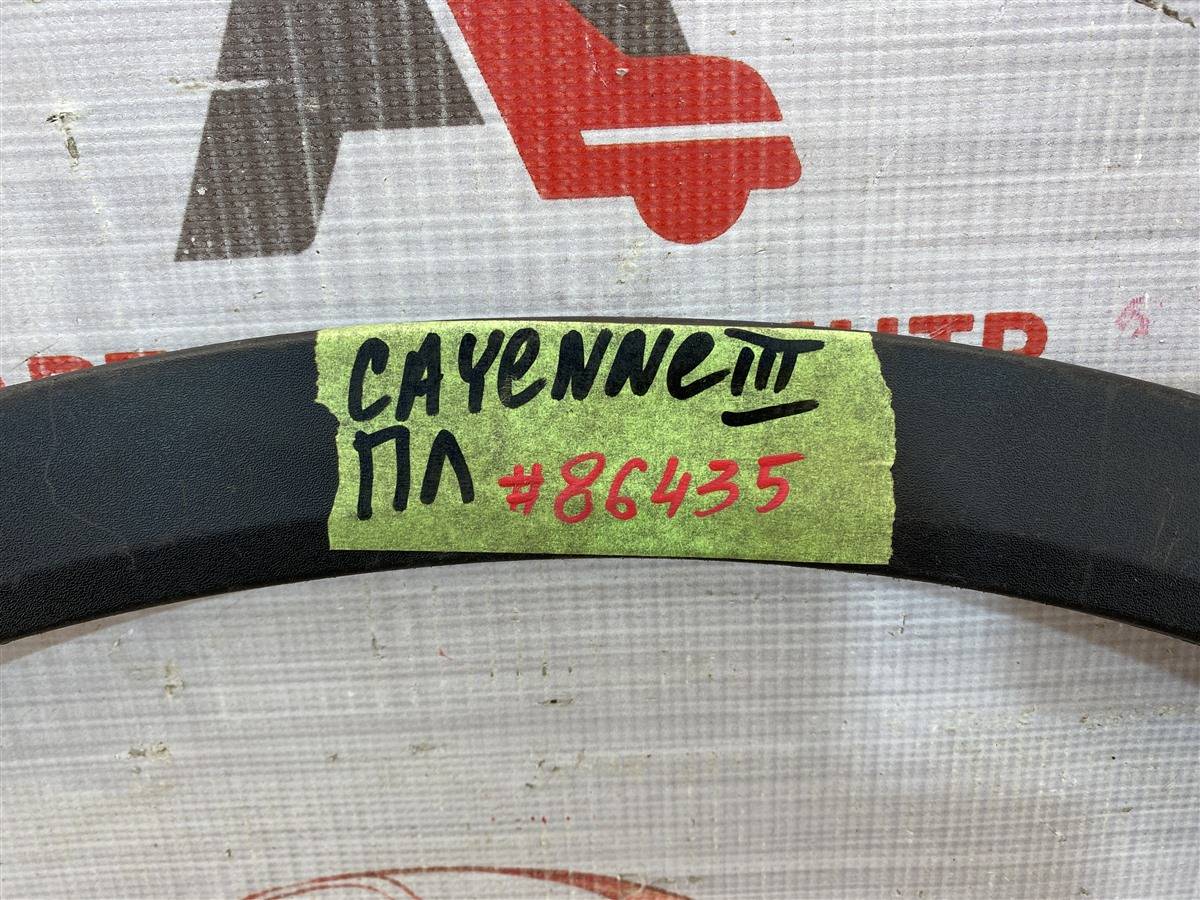 CAYENNE III
ПЛ #86435